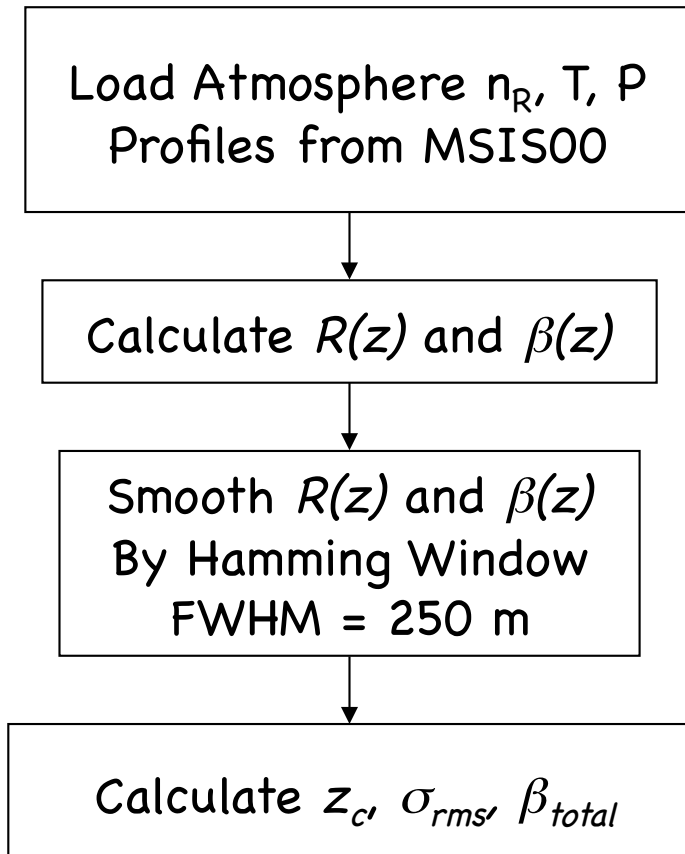 Load Atmosphere n_R, T, P
Profiles from MSIS00
Calculate R(z) and β(z)
Smooth R(z) and β(z)
By Hamming Window
FWHM = 250 m
Calculate z_c, σ_rms, β_total